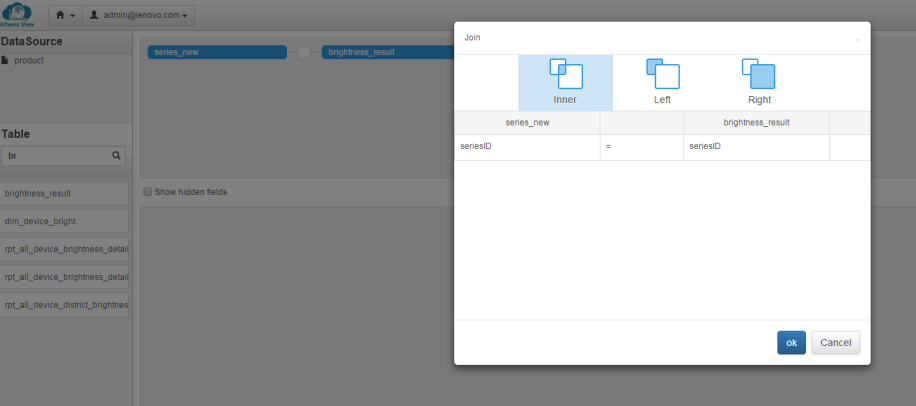 Athena View
admin@lenovo.com
DataSource
product
Table
br
brightness_result
dim_device_bright
rpt_all_device_brightness_detail
rpt_all_device_brightness_detail
rpt_all_device_district_brightnes
series_new
brightness_result
Show hidden fields
Join
Inner
Left
Right
series_new brightness_result
seriesID = seriesID
ok
Cancel